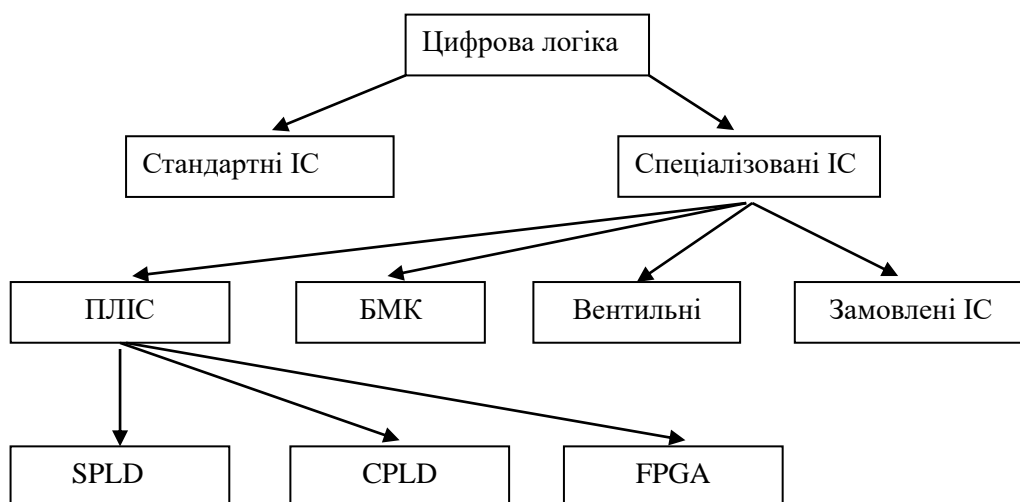 Цифрова логіка
Стандартні ІС
Спеціалізовані ІС
ПЛІС
БМК
Вентильні
Замовлені ІС
SPLD
CPLD
FPGA